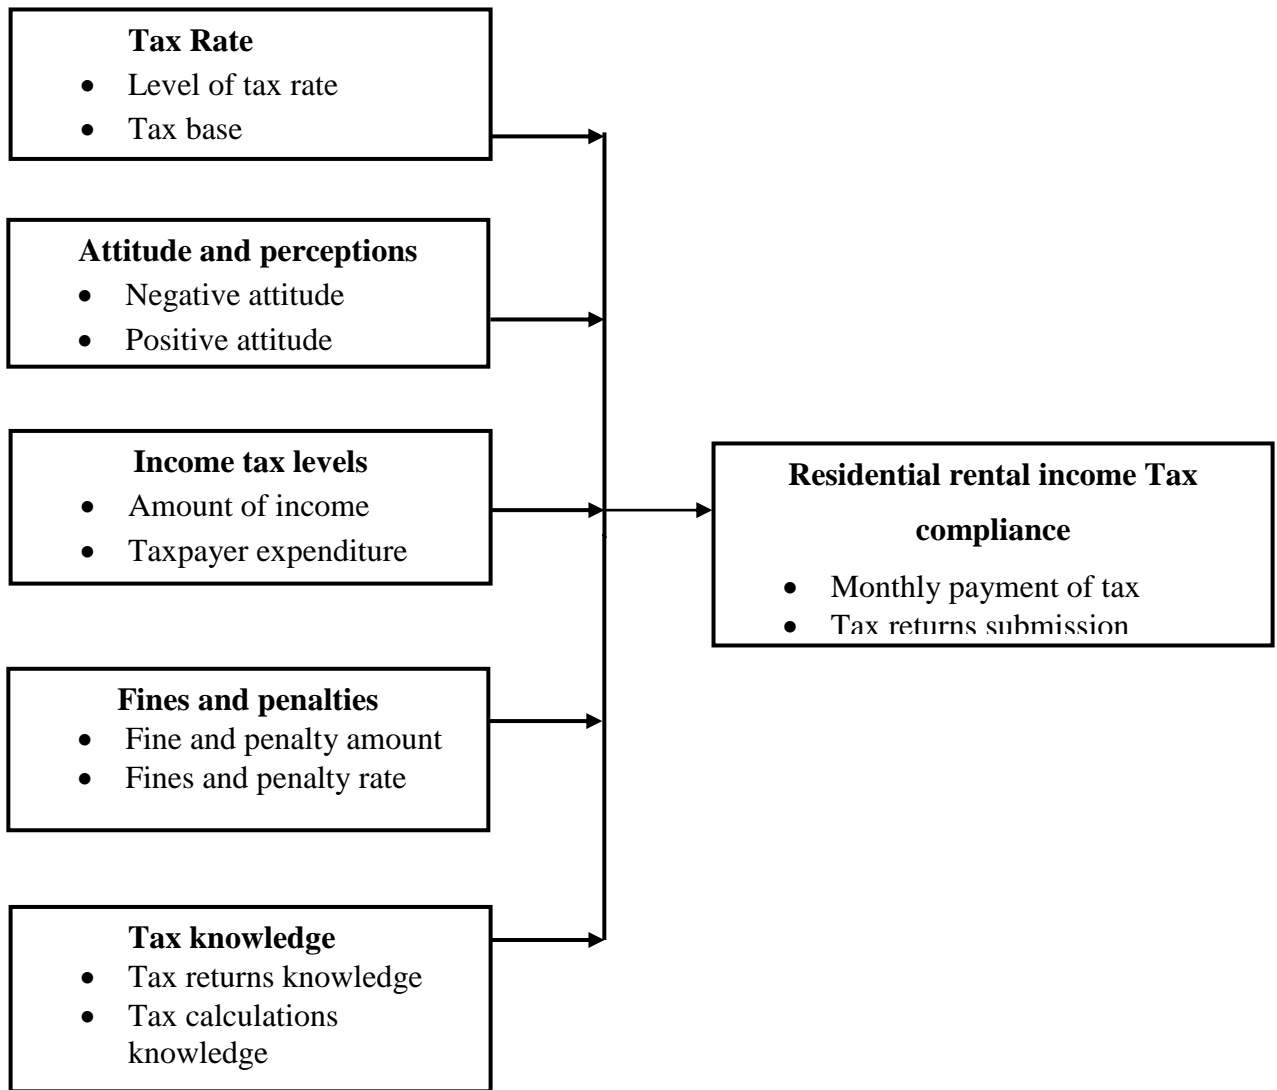 Tax Rate
• Level of tax rate
• Tax base
Attitude and perceptions
• Negative attitude
• Positive attitude
Income tax levels
• Amount of income
• Taxpayer expenditure
Fines and penalties
• Fine and penalty amount
• Fines and penalty rate
Tax knowledge
• Tax returns knowledge
• Tax calculations
knowledge
Residential rental income Tax
compliance
• Monthly payment of tax
• Tax returns submission